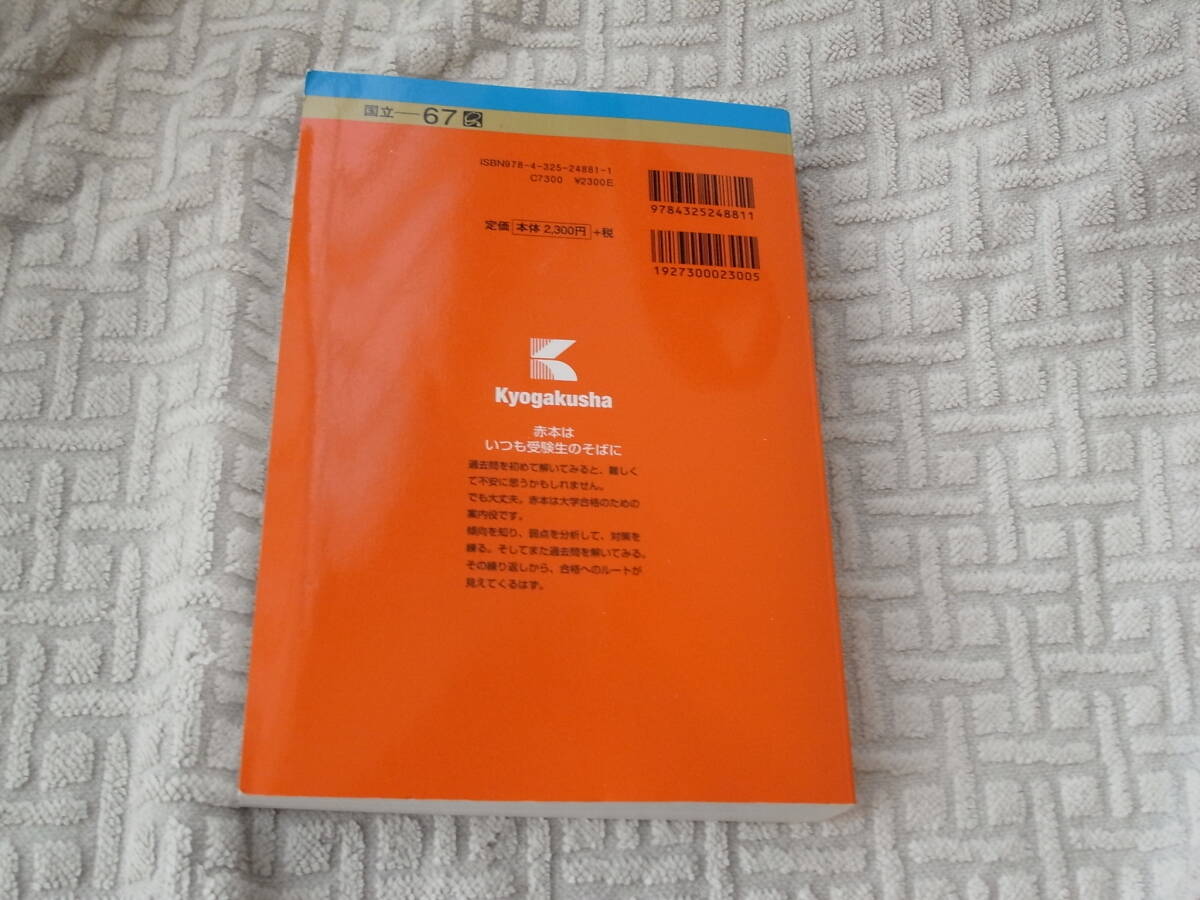 国立—67
ISBN978-4-325-24881-1
C7300 ¥2300E
定価 本体 2,300円 +税
9784325248811
1927300023005
Kyogakusha
赤本は
いつも受験生のそばに
過去問を初めて解いてみると、難しく
て不安に思うかもしれません。
でも大丈夫。赤本は大学合格のための
案内役です。
傾向を知り、弱点を分析して、対策を
練る。そしてまた過去問を解いてみる。
その繰り返しから、合格へのルートが
見えてくるはず。